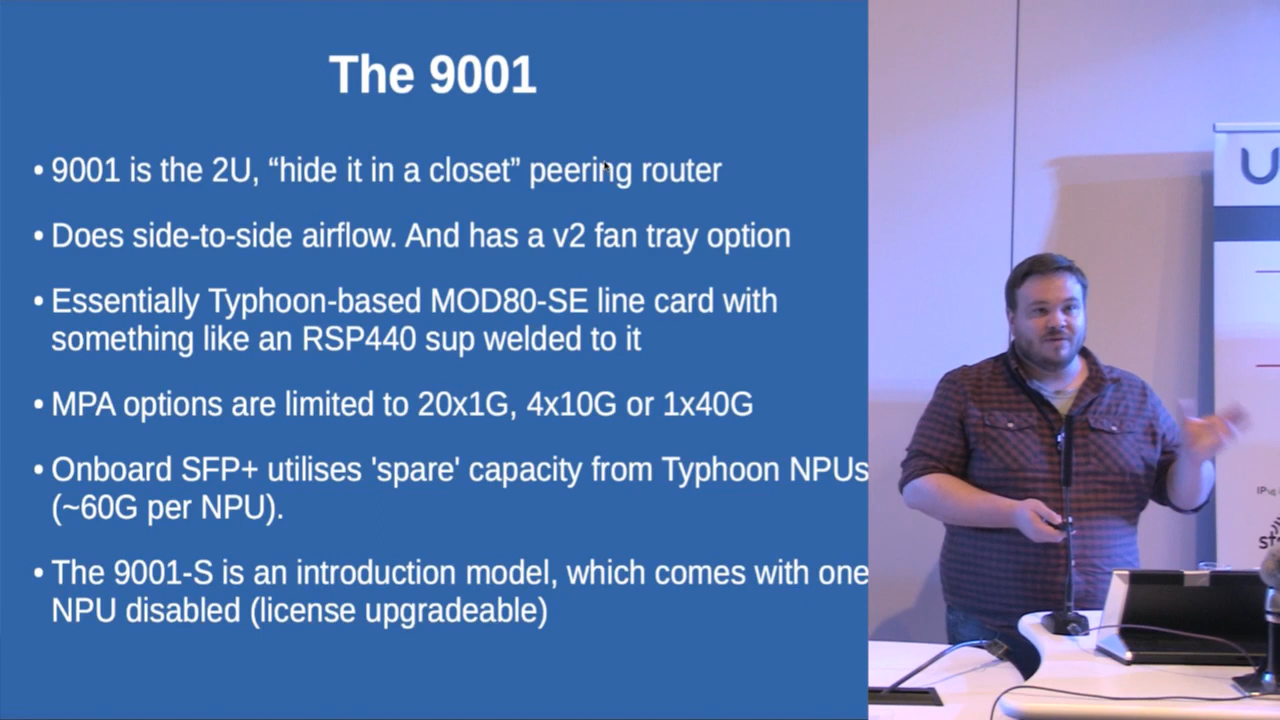 The 9001
• 9001 is the 2U, “hide it in a closet” peering router
• Does side-to-side airflow. And has a v2 fan tray option
• Essentially Typhoon-based MOD80-SE line card with
something like an RSP440 sup welded to it
• MPA options are limited to 20x1G, 4x10G or 1x40G
• Onboard SFP+ utilises 'spare' capacity from Typhoon NPUs
(~60G per NPU).
• The 9001-S is an introduction model, which comes with one
NPU disabled (license upgradeable)